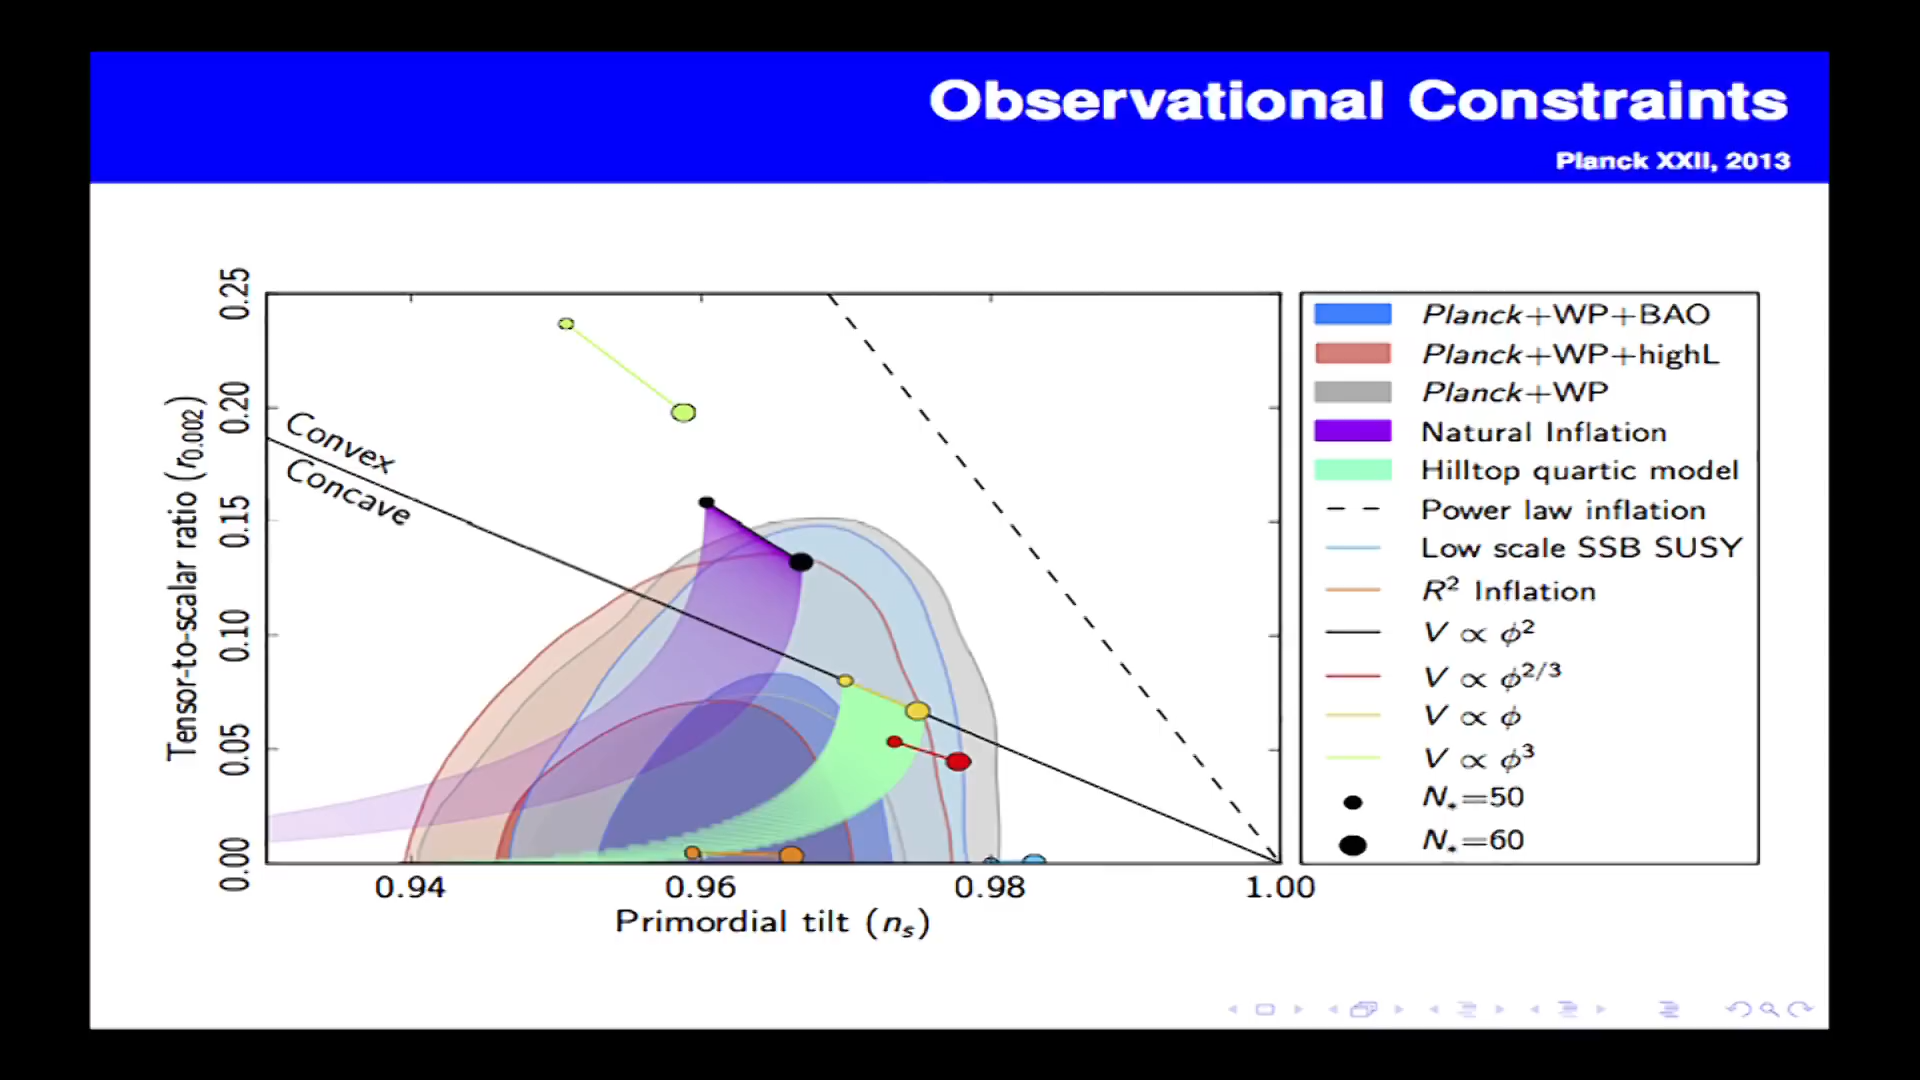 Observational Constraints
Planck XXII, 2013
Tensor-to-scalar ratio (r0.002)
0.25
0.20
0.15
0.10
0.05
0.00
Convex
Concave
0.94 0.96 0.98 1.00
Primordial tilt (ns)
Planck+WP+BAO
Planck+WP+highL
Planck+WP
Natural Inflation
Hilltop quartic model
Power law inflation
Low scale SSB SUSY
R² Inflation
V ∝ ϕ²
V ∝ ϕ^2/3
V ∝ ϕ
V ∝ ϕ³
N*=50
N*=60